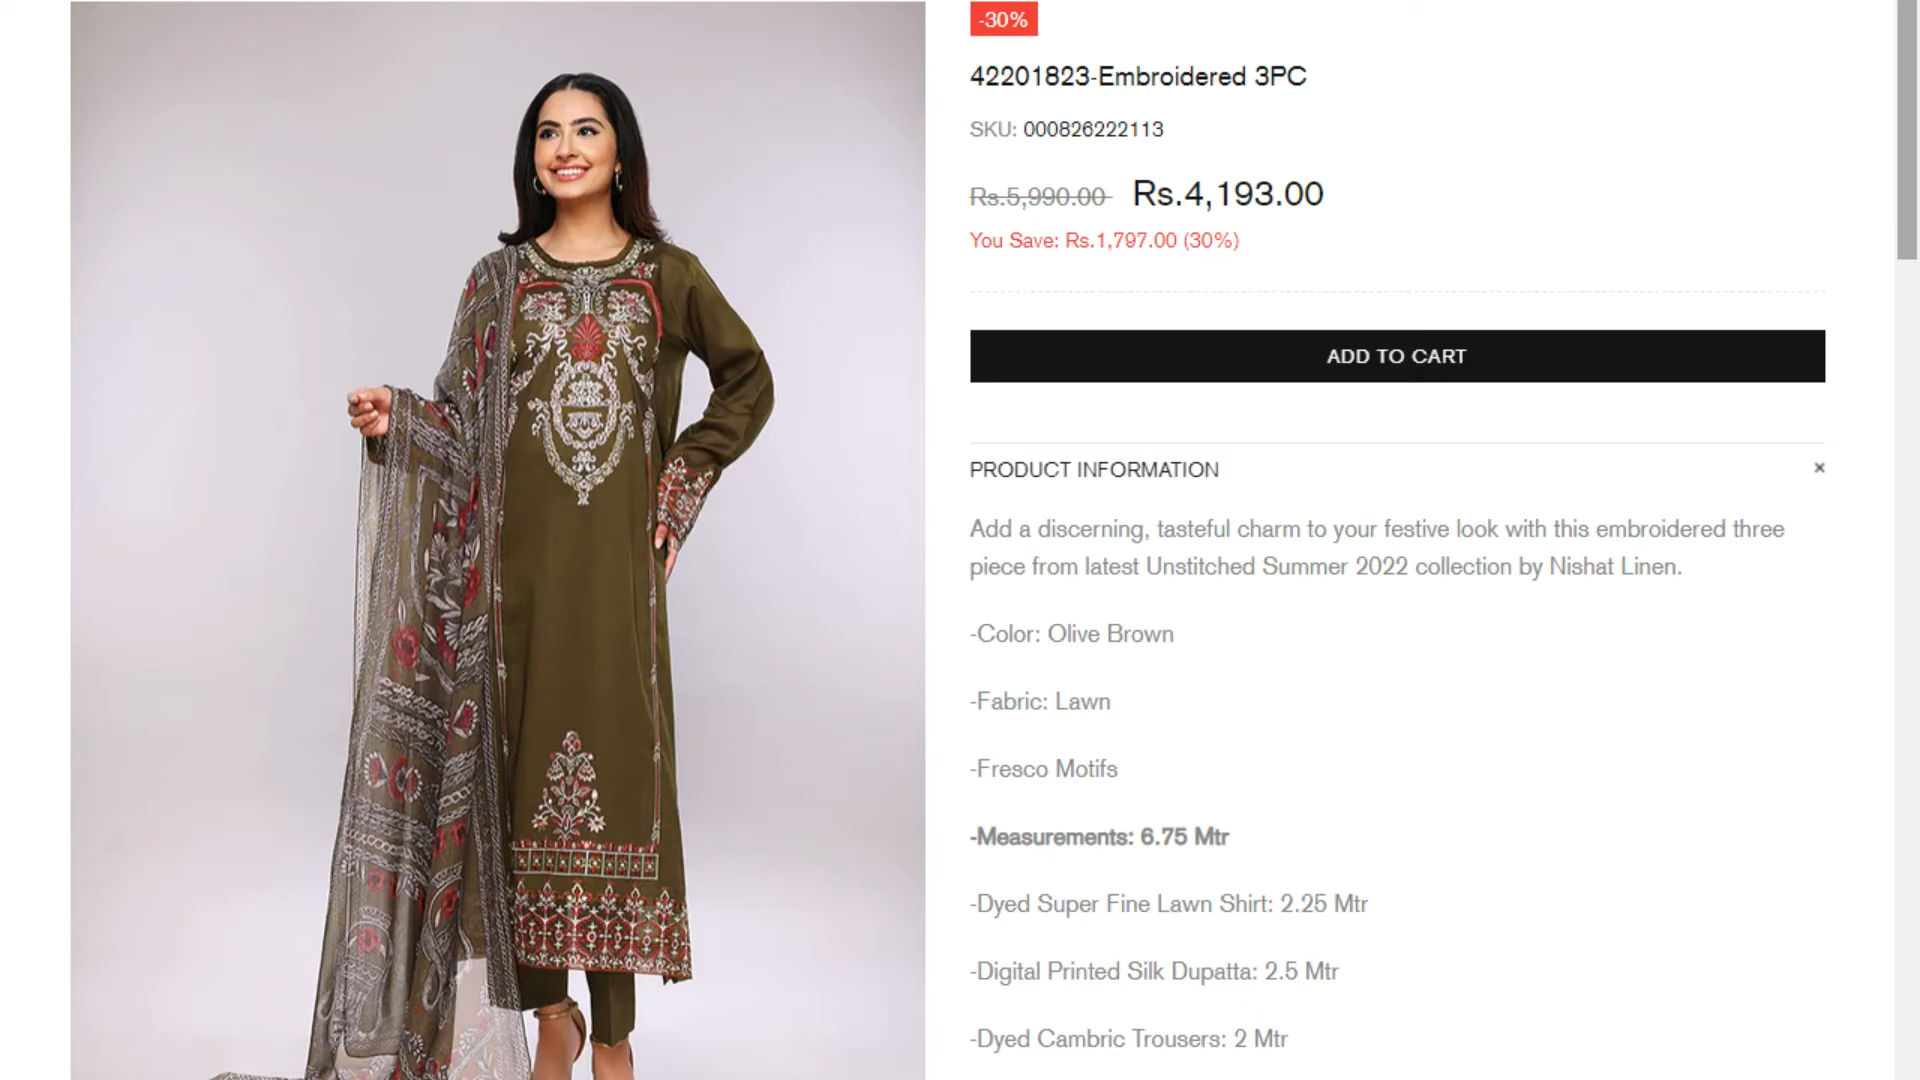 -30%
42201823-Embroidered 3PC
SKU: 000826222113
Rs.5,990.00 Rs.4,193.00
You Save: Rs.1,797.00 (30%)
ADD TO CART
PRODUCT INFORMATION ×
Add a discerning, tasteful charm to your festive look with this embroidered three
piece from latest Unstitched Summer 2022 collection by Nishat Linen.
-Color: Olive Brown
-Fabric: Lawn
-Fresco Motifs
-Measurements: 6.75 Mtr
-Dyed Super Fine Lawn Shirt: 2.25 Mtr
-Digital Printed Silk Dupatta: 2.5 Mtr
-Dyed Cambric Trousers: 2 Mtr